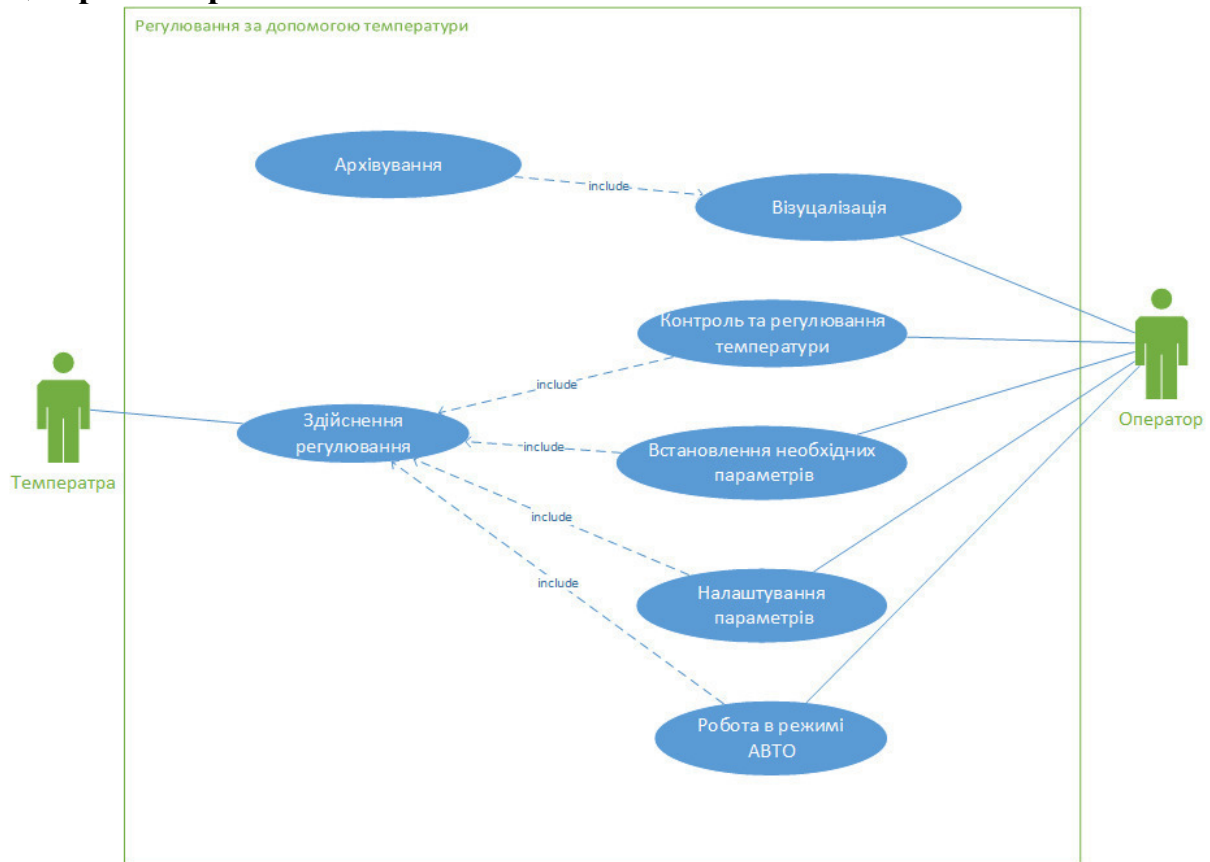 Регулювання за допомогою температури
Архівування
include
Візуцалізація
Контроль та регулювання
температури
include
Здійснення
регулювання
include
Встановлення необхідних
параметрів
Оператор
Температра
include
include
Налаштування
параметрів
Робота в режимі
АВТО